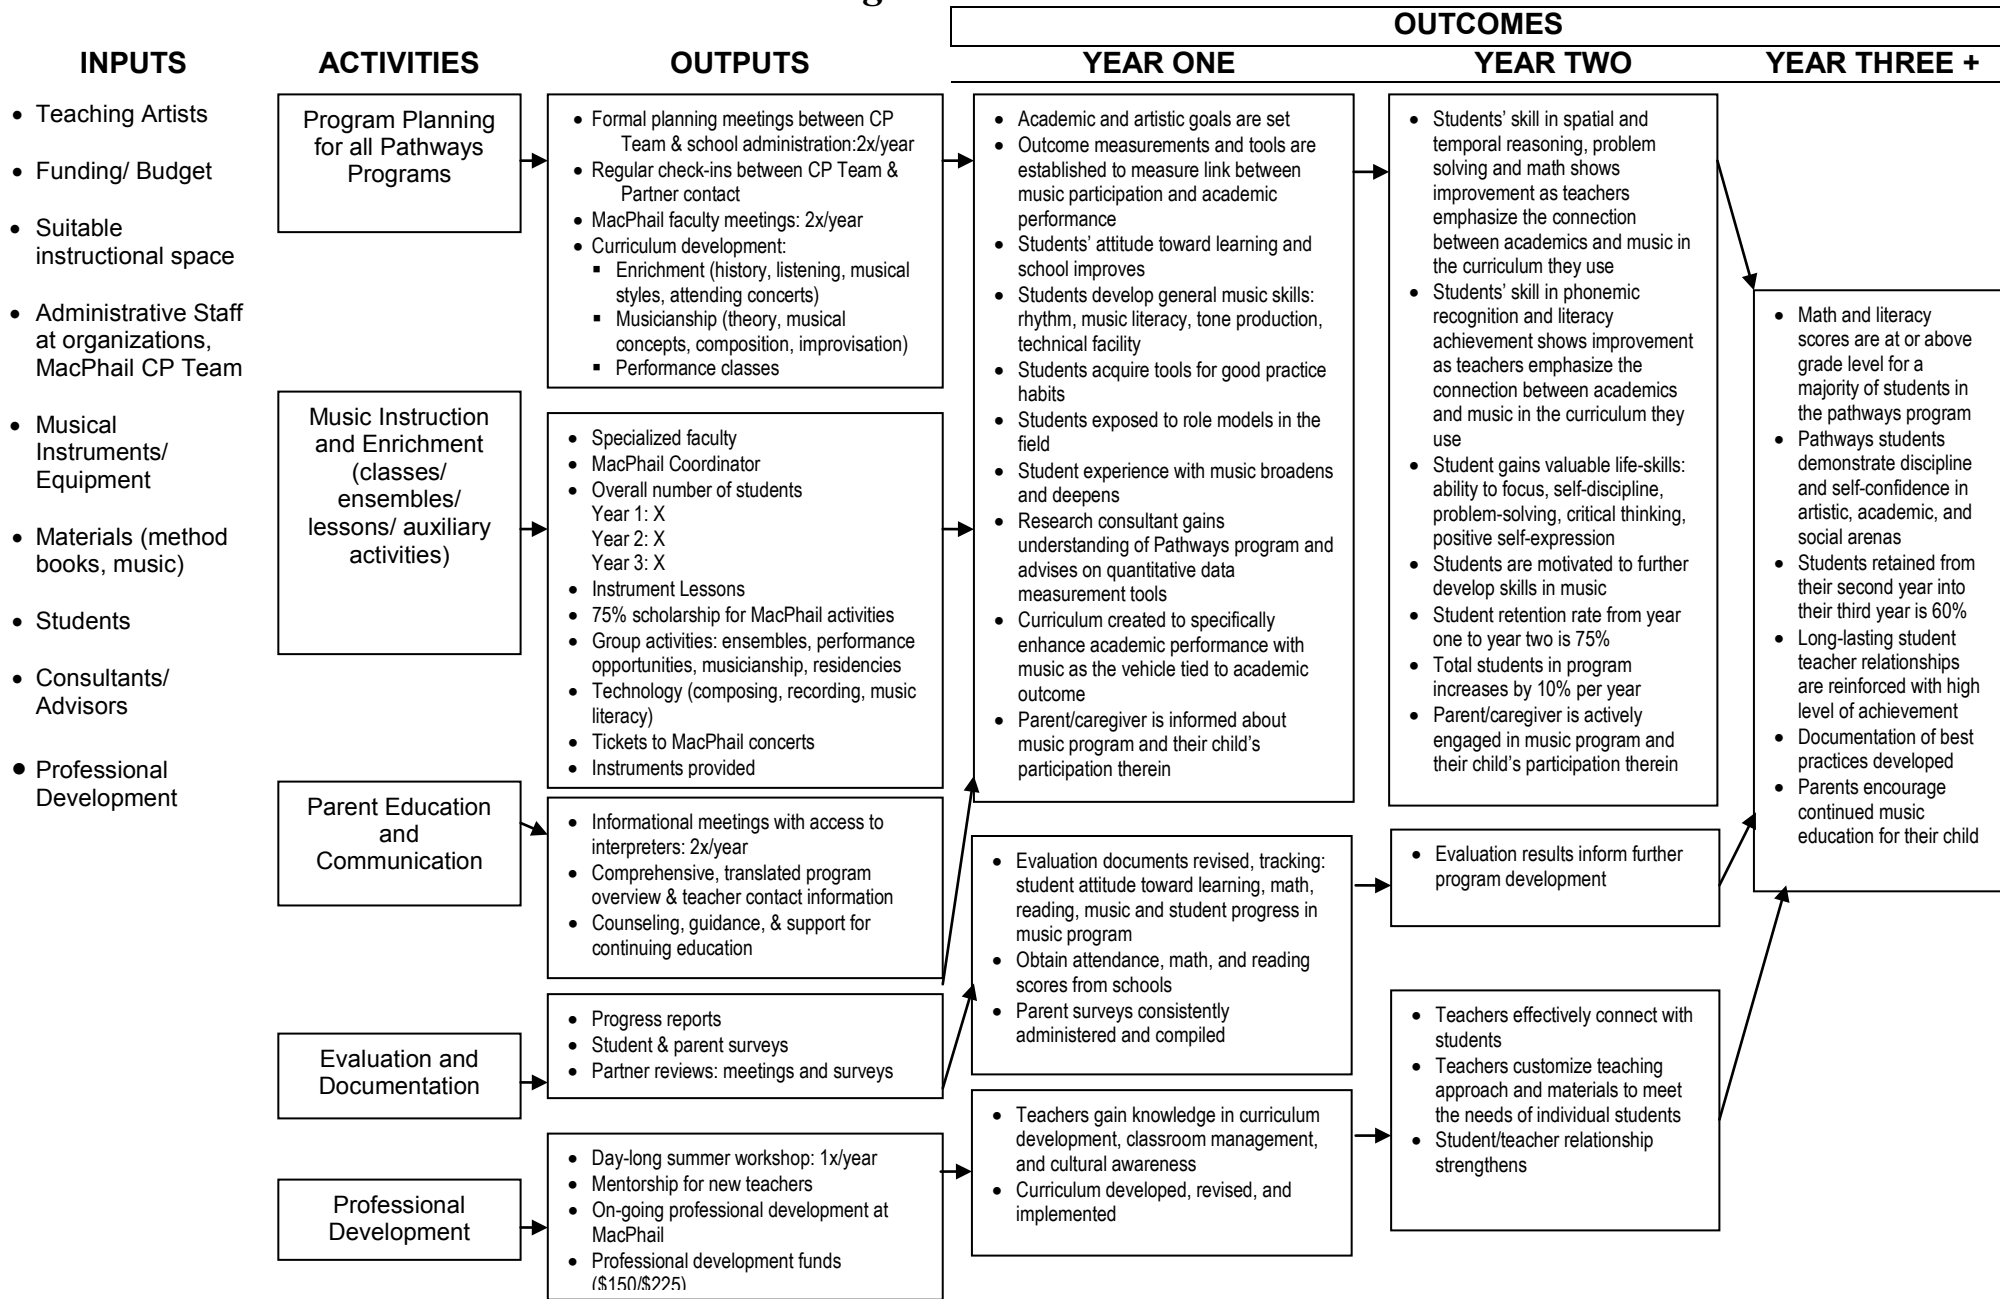 OUTCOMES
INPUTS
ACTIVITIES
OUTPUTS
YEAR ONE
YEAR TWO
YEAR THREE +
• Teaching Artists
• Funding/ Budget
• Suitable
instructional space
• Administrative Staff
at organizations,
MacPhail CP Team
• Musical
Instruments/
Equipment
• Materials (method
books, music)
• Students
• Consultants/
Advisors
• Professional
Development
Program Planning
for all Pathways
Programs
Music Instruction
and Enrichment
(classes/
ensembles/
lessons/ auxiliary
activities)
Parent Education
and
Communication
Evaluation and
Documentation
Professional
Development
• Formal planning meetings between CP
Team & school administration:2x/year
• Regular check-ins between CP Team &
Partner contact
• MacPhail faculty meetings: 2x/year
• Curriculum development:
▪ Enrichment (history, listening, musical
styles, attending concerts)
▪ Musicianship (theory, musical
concepts, composition, improvisation)
▪ Performance classes
• Specialized faculty
• MacPhail Coordinator
• Overall number of students
Year 1: X
Year 2: X
Year 3: X
• Instrument Lessons
• 75% scholarship for MacPhail activities
• Group activities: ensembles, performance
opportunities, musicianship, residencies
• Technology (composing, recording, music
literacy)
• Tickets to MacPhail concerts
• Instruments provided
• Informational meetings with access to
interpreters: 2x/year
• Comprehensive, translated program
overview & teacher contact information
• Counseling, guidance, & support for
continuing education
• Progress reports
• Student & parent surveys
• Partner reviews: meetings and surveys
• Day-long summer workshop: 1x/year
• Mentorship for new teachers
• On-going professional development at
MacPhail
• Professional development funds
($150/$225)
• Academic and artistic goals are set
• Outcome measurements and tools are
established to measure link between
music participation and academic
performance
• Students’ attitude toward learning and
school improves
• Students develop general music skills:
rhythm, music literacy, tone production,
technical facility
• Students acquire tools for good practice
habits
• Students exposed to role models in the
field
• Student experience with music broadens
and deepens
• Research consultant gains
understanding of Pathways program and
advises on quantitative data
measurement tools
• Curriculum created to specifically
enhance academic performance with
music as the vehicle tied to academic
outcome
• Parent/caregiver is informed about
music program and their child’s
participation therein
• Evaluation documents revised, tracking:
student attitude toward learning, math,
reading, music and student progress in
music program
• Obtain attendance, math, and reading
scores from schools
• Parent surveys consistently
administered and compiled
• Teachers gain knowledge in curriculum
development, classroom management,
and cultural awareness
• Curriculum developed, revised, and
implemented
• Students’ skill in spatial and
temporal reasoning, problem
solving and math shows
improvement as teachers
emphasize the connection
between academics and music in
the curriculum they use
• Students’ skill in phonemic
recognition and literacy
achievement shows improvement
as teachers emphasize the
connection between academics
and music in the curriculum they
use
• Student gains valuable life-skills:
ability to focus, self-discipline,
problem-solving, critical thinking,
positive self-expression
• Students are motivated to further
develop skills in music
• Student retention rate from year
one to year two is 75%
• Total students in program
increases by 10% per year
• Parent/caregiver is actively
engaged in music program and
their child’s participation therein
• Evaluation results inform further
program development
• Teachers effectively connect with
students
• Teachers customize teaching
approach and materials to meet
the needs of individual students
• Student/teacher relationship
strengthens
• Math and literacy
scores are at or above
grade level for a
majority of students in
the pathways program
• Pathways students
demonstrate discipline
and self-confidence in
artistic, academic, and
social arenas
• Students retained from
their second year into
their third year is 60%
• Long-lasting student
teacher relationships
are reinforced with high
level of achievement
• Documentation of best
practices developed
• Parents encourage
continued music
education for their child